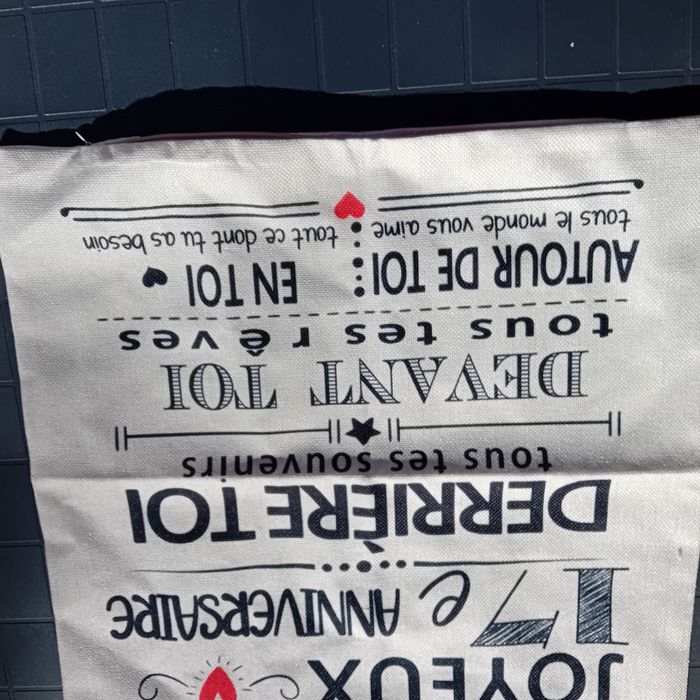 JOYEUX
17e ANNIVERSAIRE
DERRIÈRE TOI
tous tes souvenirs
DEVANT TOI
tous tes rêves
AUTOUR DE TOI
tous le monde vous aime
EN TOI
tout ce dont tu as besoin